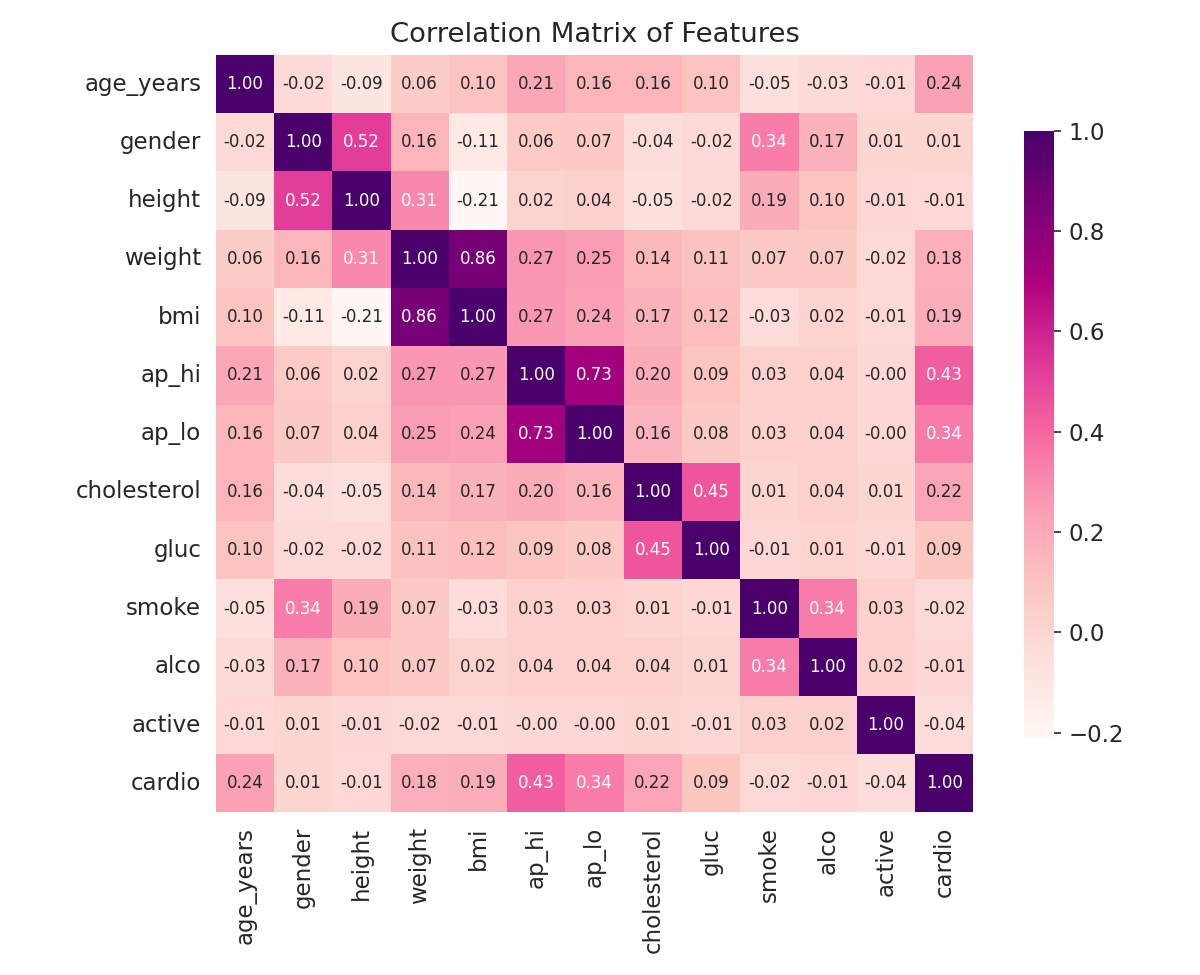 Correlation Matrix of Features
age_years 1.00 -0.02 -0.09 0.06 0.10 0.21 0.16 0.16 0.10 -0.05 -0.03 -0.01 0.24
gender -0.02 1.00 0.52 0.16 -0.11 0.06 0.07 -0.04 -0.02 0.34 0.17 0.01 0.01
height -0.09 0.52 1.00 0.31 -0.21 0.02 0.04 -0.05 -0.02 0.19 0.10 -0.01 -0.01
weight 0.06 0.16 0.31 1.00 0.86 0.27 0.25 0.14 0.11 0.07 0.07 -0.02 0.18
bmi 0.10 -0.11 -0.21 0.86 1.00 0.27 0.24 0.17 0.12 -0.03 0.02 -0.01 0.19
ap_hi 0.21 0.06 0.02 0.27 0.27 1.00 0.73 0.20 0.09 0.03 0.04 -0.00 0.43
ap_lo 0.16 0.07 0.04 0.25 0.24 0.73 1.00 0.16 0.08 0.03 0.04 -0.00 0.34
cholesterol 0.16 -0.04 -0.05 0.14 0.17 0.20 0.16 1.00 0.45 0.01 0.04 0.01 0.22
gluc 0.10 -0.02 -0.02 0.11 0.12 0.09 0.08 0.45 1.00 -0.01 0.01 -0.01 0.09
smoke -0.05 0.34 0.19 0.07 -0.03 0.03 0.03 0.01 -0.01 1.00 0.34 0.03 -0.02
alco -0.03 0.17 0.10 0.07 0.02 0.04 0.04 0.04 0.01 0.34 1.00 0.02 -0.01
active -0.01 0.01 -0.01 -0.02 -0.01 -0.00 -0.00 0.01 -0.01 0.03 0.02 1.00 -0.04
cardio 0.24 0.01 -0.01 0.18 0.19 0.43 0.34 0.22 0.09 -0.02 -0.01 -0.04 1.00
age_years gender height weight bmi ap_hi ap_lo cholesterol gluc smoke alco active cardio
1.0
0.8
0.6
0.4
0.2
0.0
−0.2